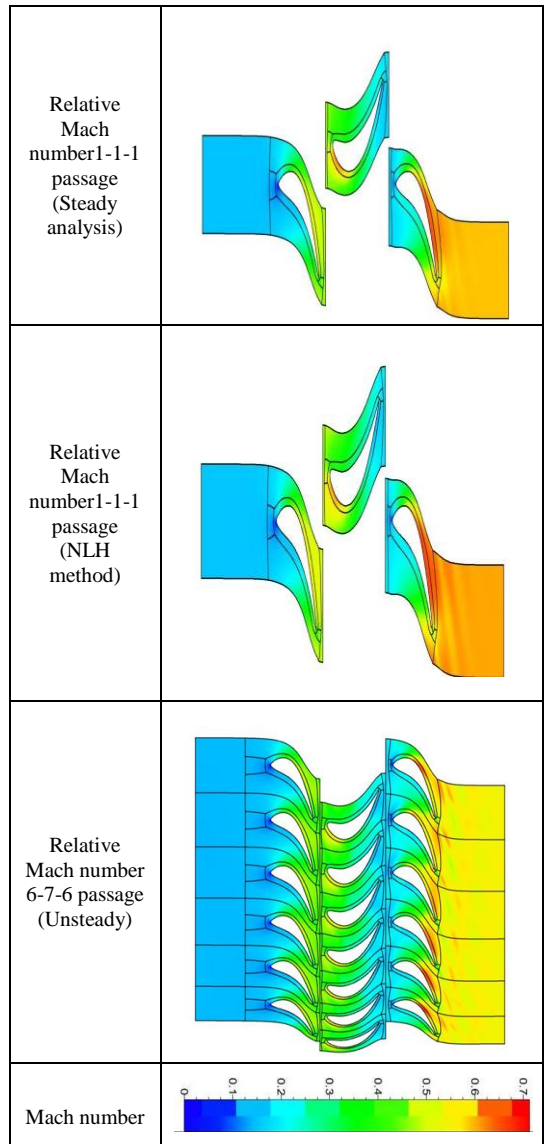 Relative
Mach
number1-1-1
passage
(Steady
analysis)
Relative
Mach
number1-1-1
passage
(NLH
method)
Relative
Mach number
6-7-6 passage
(Unsteady)
Mach number
0 0.1 0.2 0.3 0.4 0.5 0.6 0.7